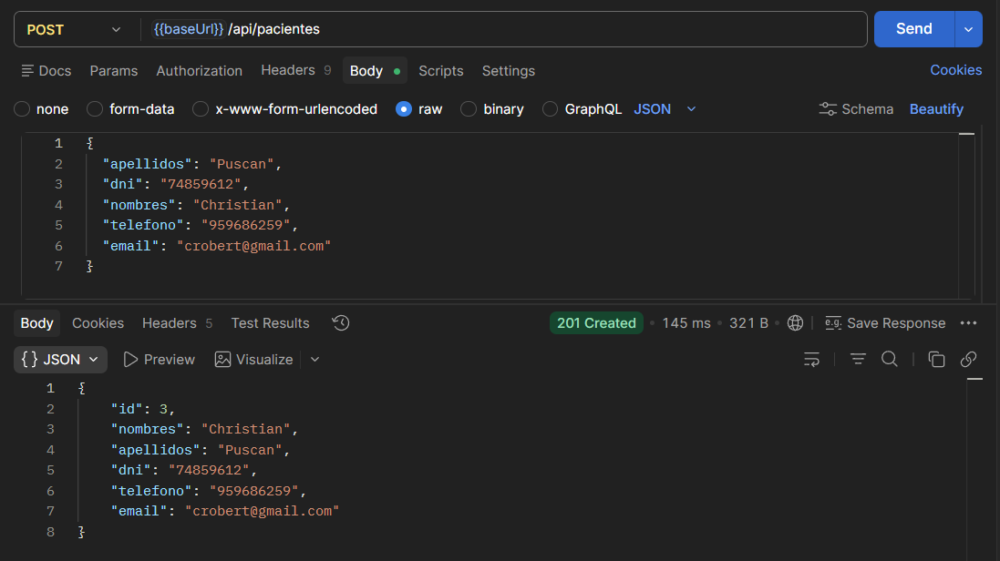 POST {{baseUrl}} /api/pacientes Send
Docs Params Authorization Headers 9 Body Scripts Settings Cookies
none form-data x-www-form-urlencoded raw binary GraphQL JSON Schema Beautify
1 {
2 "apellidos": "Puscan",
3 "dni": "74859612",
4 "nombres": "Christian",
5 "telefono": "959686259",
6 "email": "crobert@gmail.com"
7 }
Body Cookies Headers 5 Test Results 201 Created • 145 ms • 321 B • e.g. Save Response
{} JSON Preview Visualize
1 {
2 "id": 3,
3 "nombres": "Christian",
4 "apellidos": "Puscan",
5 "dni": "74859612",
6 "telefono": "959686259",
7 "email": "crobert@gmail.com"
8 }